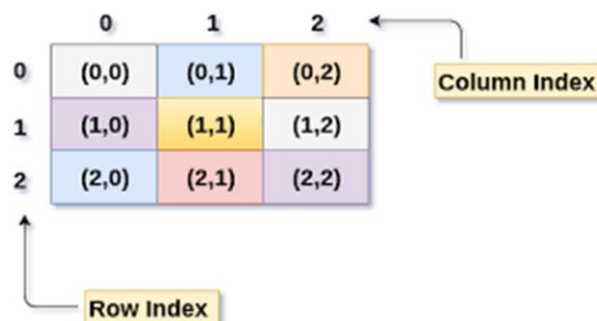 0 1 2
0 (0,0) (0,1) (0,2)
Column Index
1 (1,0) (1,1) (1,2)
2 (2,0) (2,1) (2,2)
Row Index